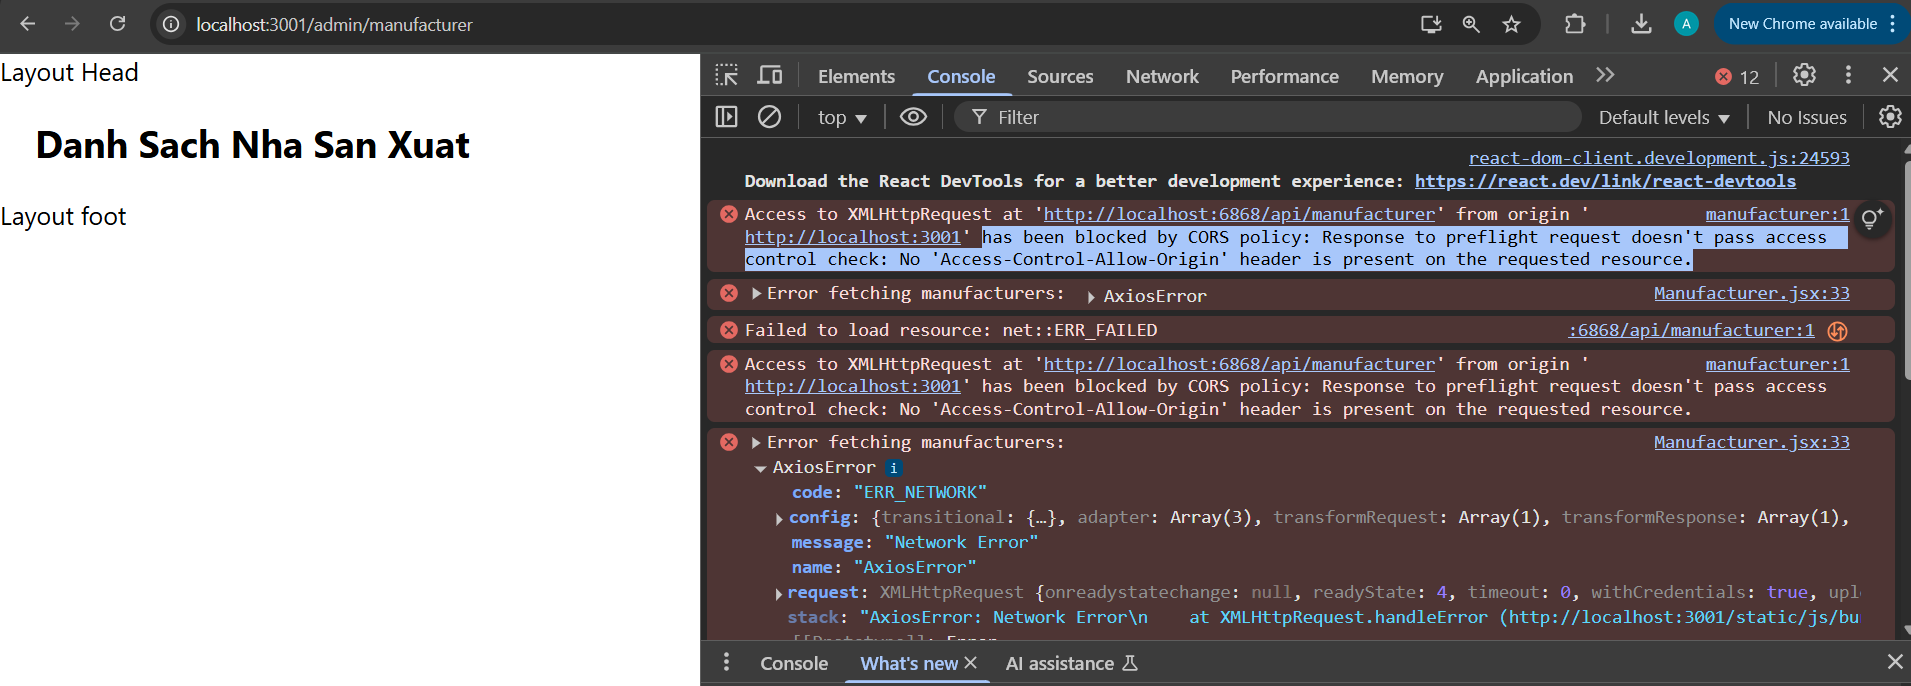 localhost:3001/admin/manufacturer
A
New Chrome available
Layout Head
Danh Sach Nha San Xuat
Layout foot
Elements Console Sources Network Performance Memory Application 12
top Filter Default levels No Issues
react-dom-client.development.js:24593
Download the React DevTools for a better development experience: https://react.dev/link/react-devtools
Access to XMLHttpRequest at 'http://localhost:6868/api/manufacturer' from origin ' manufacturer:1
http://localhost:3001' has been blocked by CORS policy: Response to preflight request doesn't pass access
control check: No 'Access-Control-Allow-Origin' header is present on the requested resource.
Error fetching manufacturers: AxiosError Manufacturer.jsx:33
Failed to load resource: net::ERR_FAILED :6868/api/manufacturer:1
Access to XMLHttpRequest at 'http://localhost:6868/api/manufacturer' from origin ' manufacturer:1
http://localhost:3001' has been blocked by CORS policy: Response to preflight request doesn't pass access
control check: No 'Access-Control-Allow-Origin' header is present on the requested resource.
Error fetching manufacturers: Manufacturer.jsx:33
AxiosError i
code: "ERR_NETWORK"
config: {transitional: {…}, adapter: Array(3), transformRequest: Array(1), transformResponse: Array(1),
message: "Network Error"
name: "AxiosError"
request: XMLHttpRequest {onreadystatechange: null, readyState: 4, timeout: 0, withCredentials: true, uplo
stack: "AxiosError: Network Error\n at XMLHttpRequest.handleError (http://localhost:3001/static/js/bu
[[Prototype]]: Error
Console What's new AI assistance